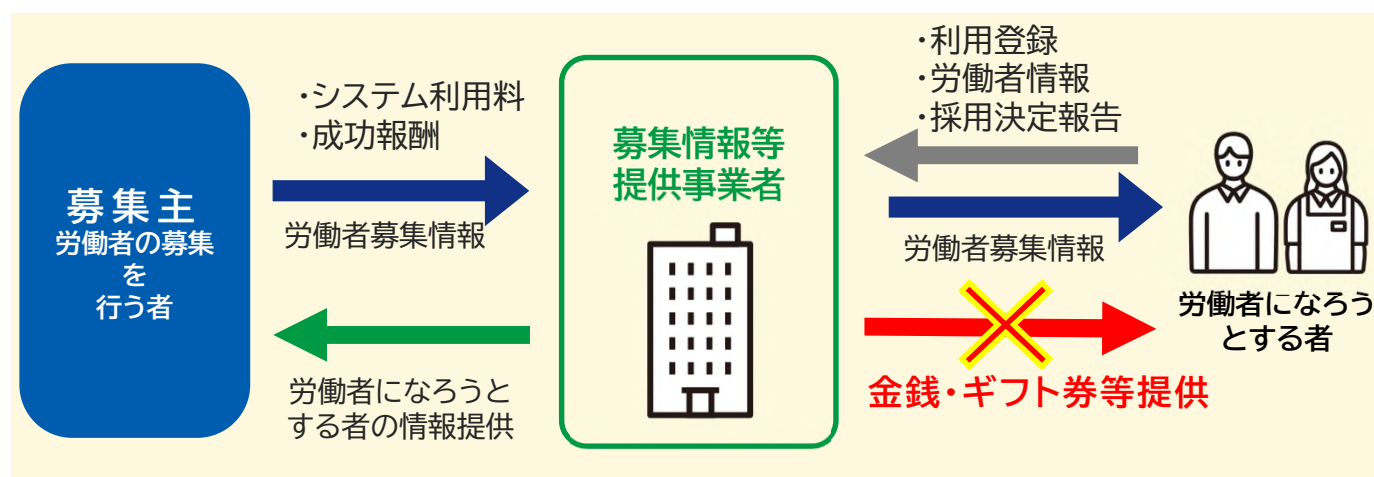 募集主
労働者の募集
を
行う者
・システム利用料
・成功報酬
労働者募集情報
労働者になろうと
する者の情報提供
募集情報等
提供事業者
・利用登録
・労働者情報
・採用決定報告
労働者募集情報
金銭・ギフト券等提供
労働者になろう
とする者